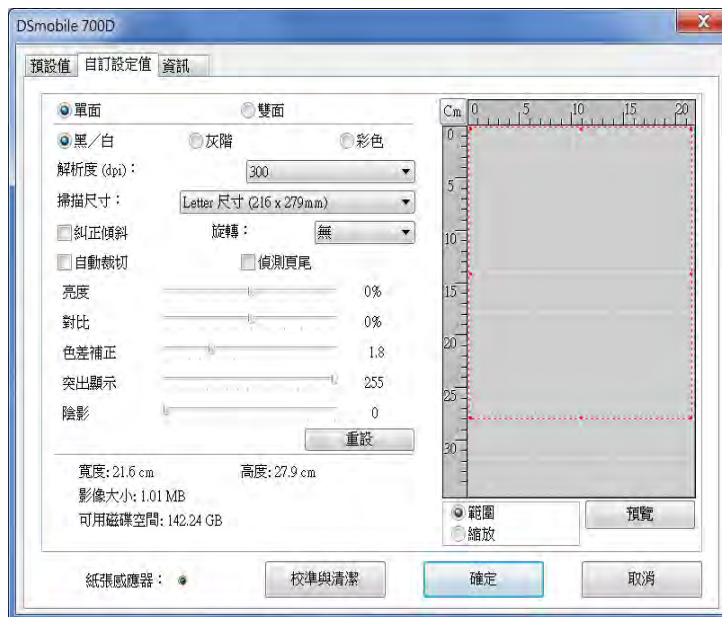 DSmobile 700D
預設值 自訂設定值 資訊
單面 雙面
黑／白 灰階 彩色
解析度 (dpi)： 300
掃描尺寸： Letter 尺寸 (216 x 279mm)
糾正傾斜 旋轉： 無
自動裁切 偵測頁尾
亮度 0%
對比 0%
色差補正 1.8
突出顯示 255
陰影 0
重設
寬度: 21.6 cm 高度: 27.9 cm
影像大小: 1.01 MB
可用磁碟空間: 142.24 GB
Cm 0 5 10 15 20
0
5
10
15
20
25
30
範圍
縮放
預覽
紙張感應器： 校準與清潔 確定 取消